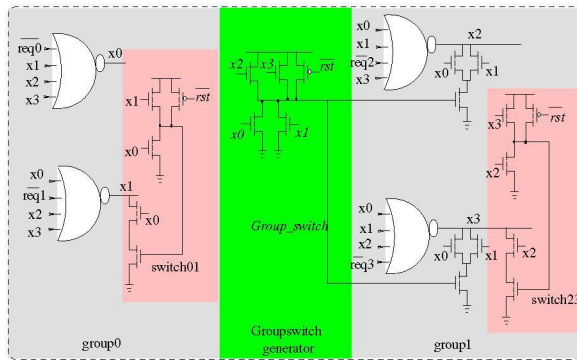 req0
x1
x2
x3
x0
x1
rst
x0
x0
req1
x2
x3
x1
x0
switch01
group0
x2
x3
rst
x0
x1
Group_switch
Groupswitch
generator
x0
x1
req2
x3
x2
x0
x1
x3
rst
x2
x0
x1
x2
req3
x3
x0
x1
x2
switch23
group1